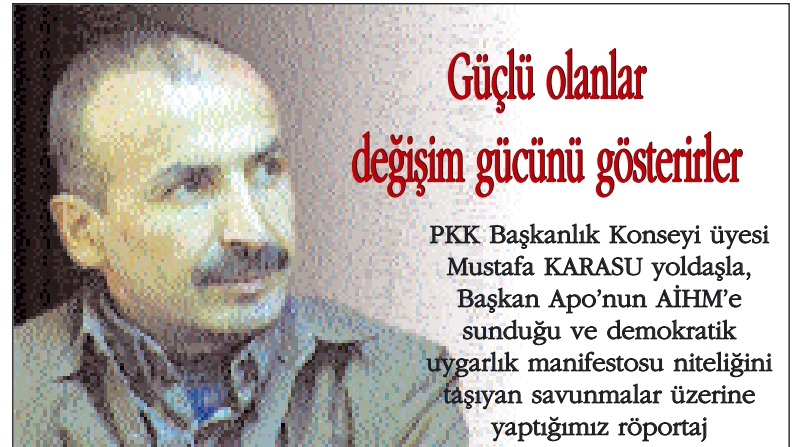 Güçlü olanlar
değişim gücünü gösterirler
PKK Başkanlık Konseyi üyesi
Mustafa KARASU yoldaşla,
Başkan Apo’nun AİHM’e
sunduğu ve demokratik
uygarlık manifestosu niteliğini
taşıyan savunmalar üzerine
yaptığımız röportaj